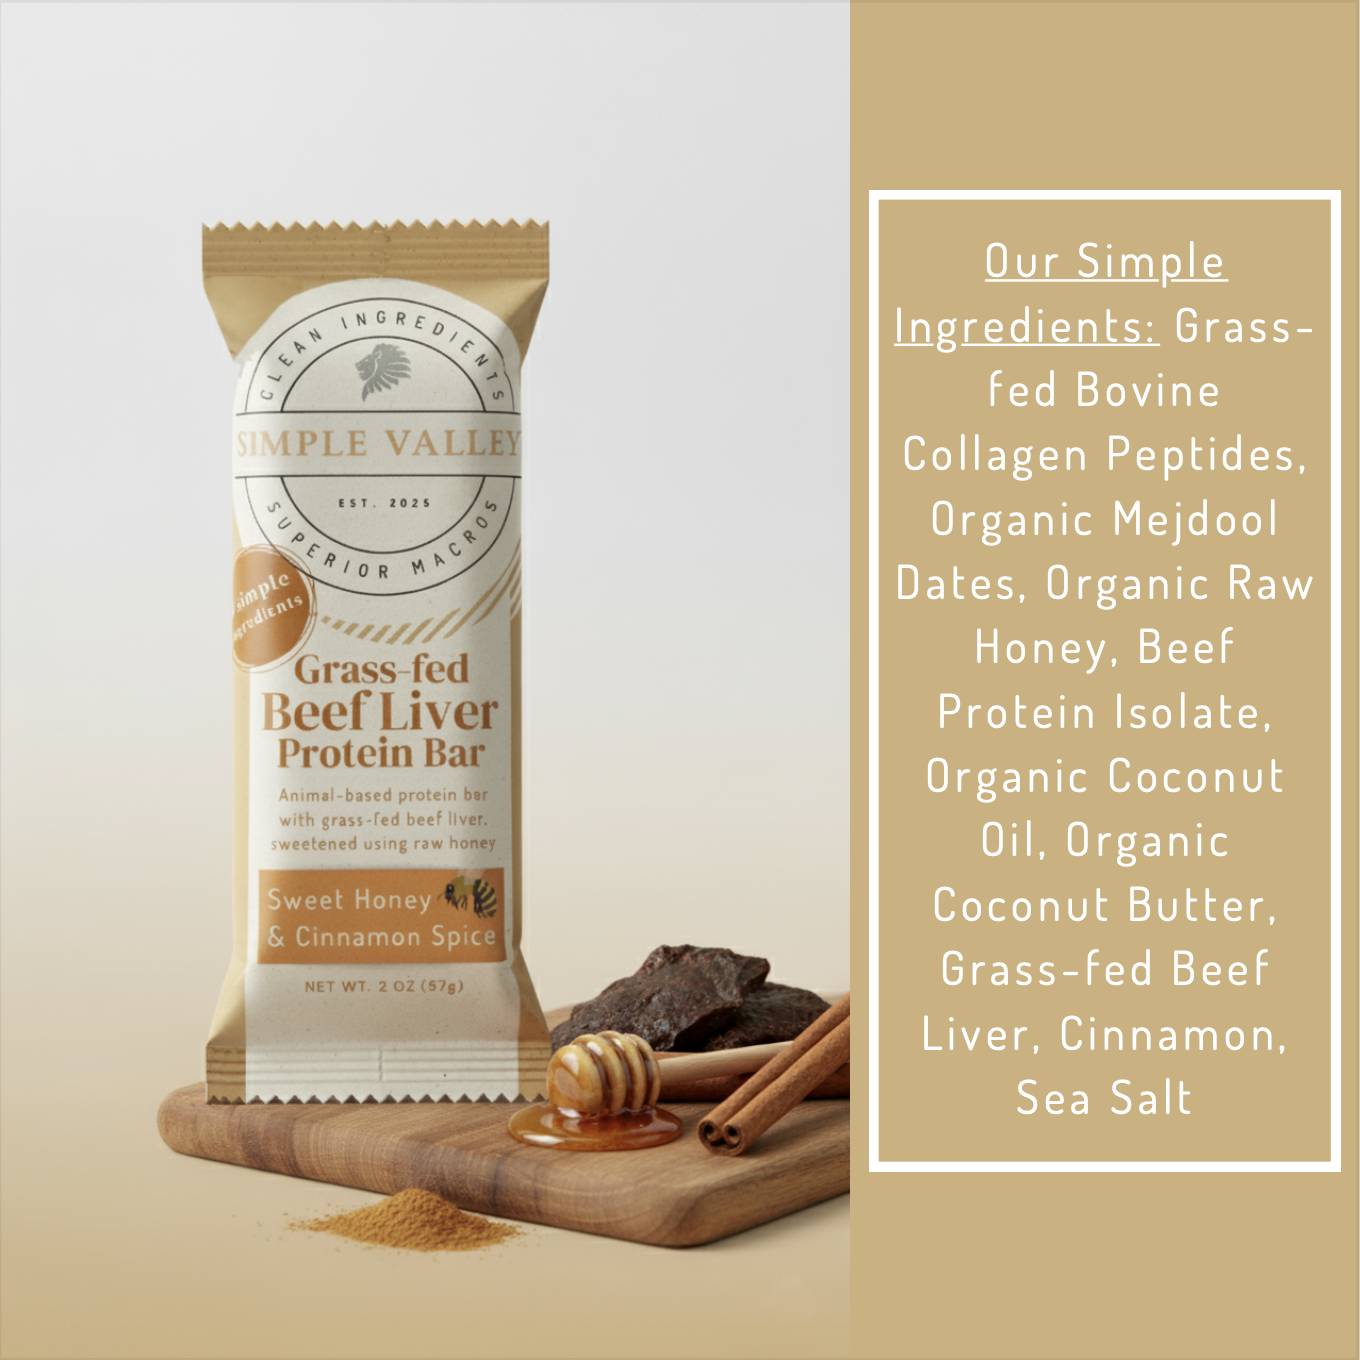 CLEAN INGREDIENTS
SIMPLE VALLEY
EST. 2025
SUPERIOR MACROS
simple
Grass-fed
Beef Liver
Protein Bar
Animal-based protein bar
with grass-fed beef liver.
sweetened using raw honey
Sweet Honey
& Cinnamon Spice
NET WT. 2 OZ (57g)
Our Simple
Ingredients: Grass-
fed Bovine
Collagen Peptides,
Organic Mejdool
Dates, Organic Raw
Honey, Beef
Protein Isolate,
Organic Coconut
Oil, Organic
Coconut Butter,
Grass-fed Beef
Liver, Cinnamon,
Sea Salt